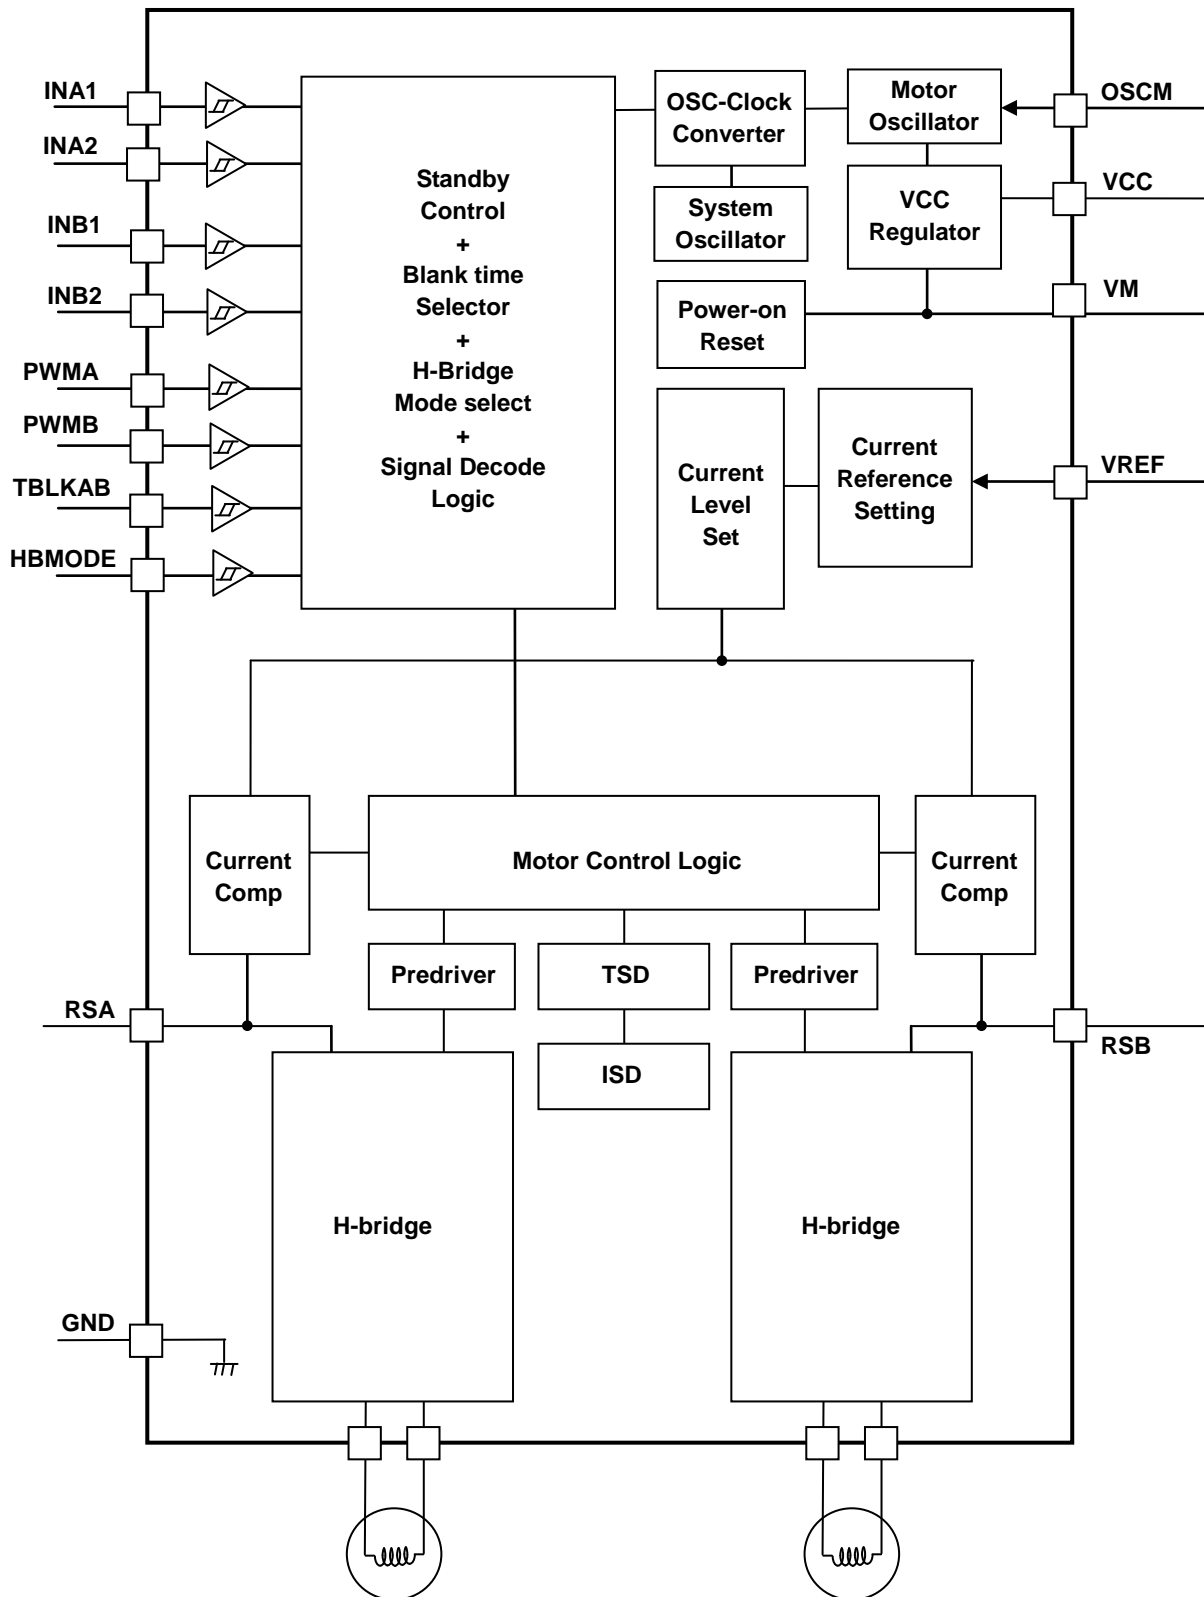 INA1
INA2
INB1
INB2
PWMA
PWMB
TBLKAB
HBMODE
Standby
Control
+
Blank time
Selector
+
H-Bridge
Mode select
+
Signal Decode
Logic
OSC-Clock
Converter
Motor
Oscillator
OSCM
System
Oscillator
VCC
Regulator
VCC
Power-on
Reset
VM
Current
Level
Set
Current
Reference
Setting
VREF
Current
Comp
Motor Control Logic
Current
Comp
Predriver
TSD
Predriver
RSA
ISD
RSB
H-bridge
H-bridge
GND